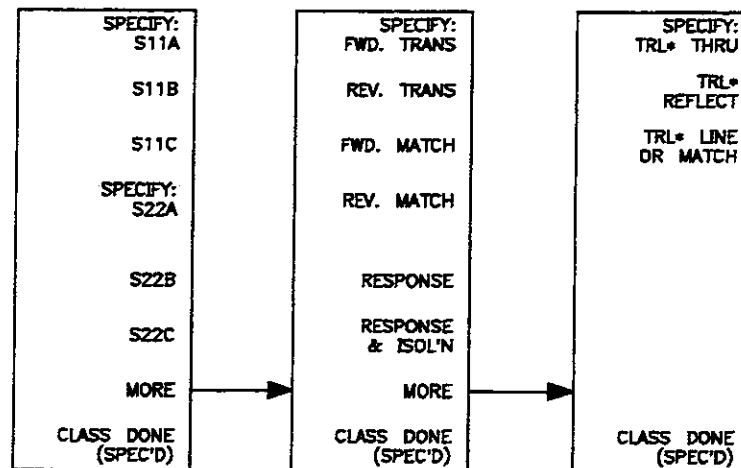 SPECIFY:
S11A
S11B
S11C
SPECIFY:
S22A
S22B
S22C
MORE
CLASS DONE
(SPEC'D)
SPECIFY:
FWD. TRANS
REV. TRANS
FWD. MATCH
REV. MATCH
RESPONSE
RESPONSE
& ISOL'N
MORE
CLASS DONE
(SPEC'D)
SPECIFY:
TRL* THRU
TRL*
REFLECT
TRL* LINE
OR MATCH
CLASS DONE
(SPEC'D)